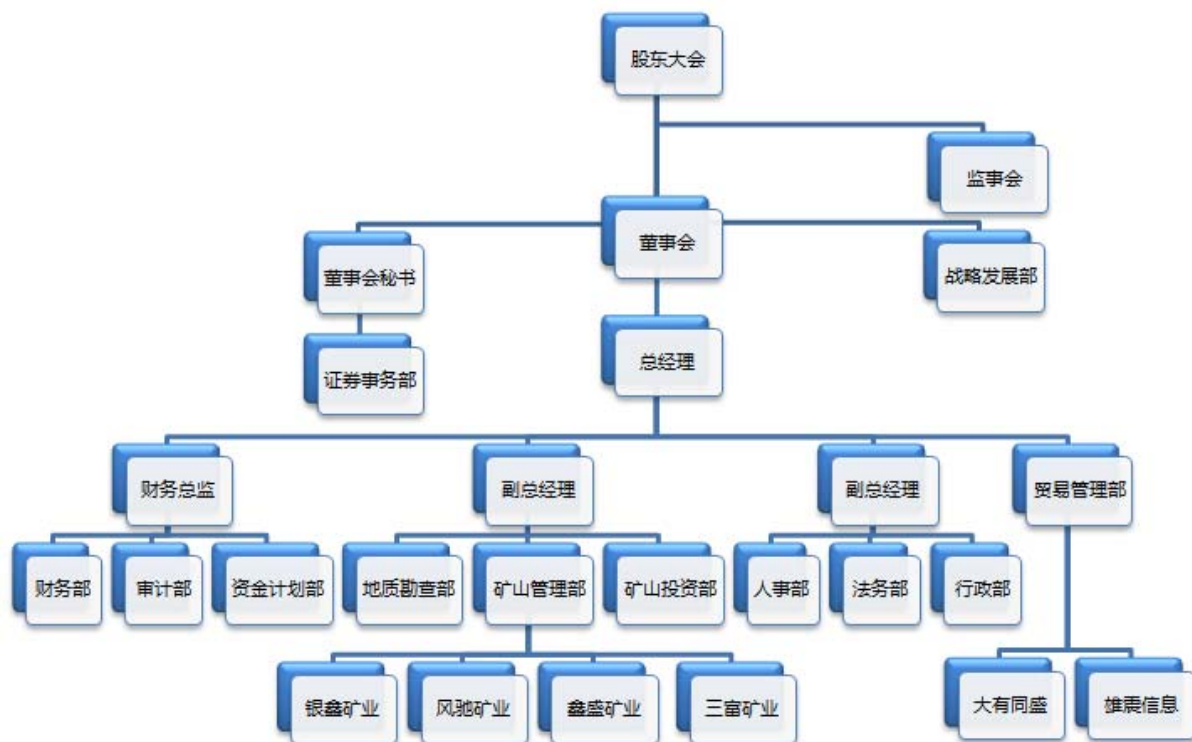 股东大会
监事会
董事会
董事会秘书
战略发展部
总经理
证券事务部
财务总监
副总经理
副总经理
贸易管理部
财务部
审计部
资金计划部
地质勘查部
矿山管理部
矿山投资部
人事部
法务部
行政部
银鑫矿业
风驰矿业
鑫盛矿业
三富矿业
大有同盛
雄震信息